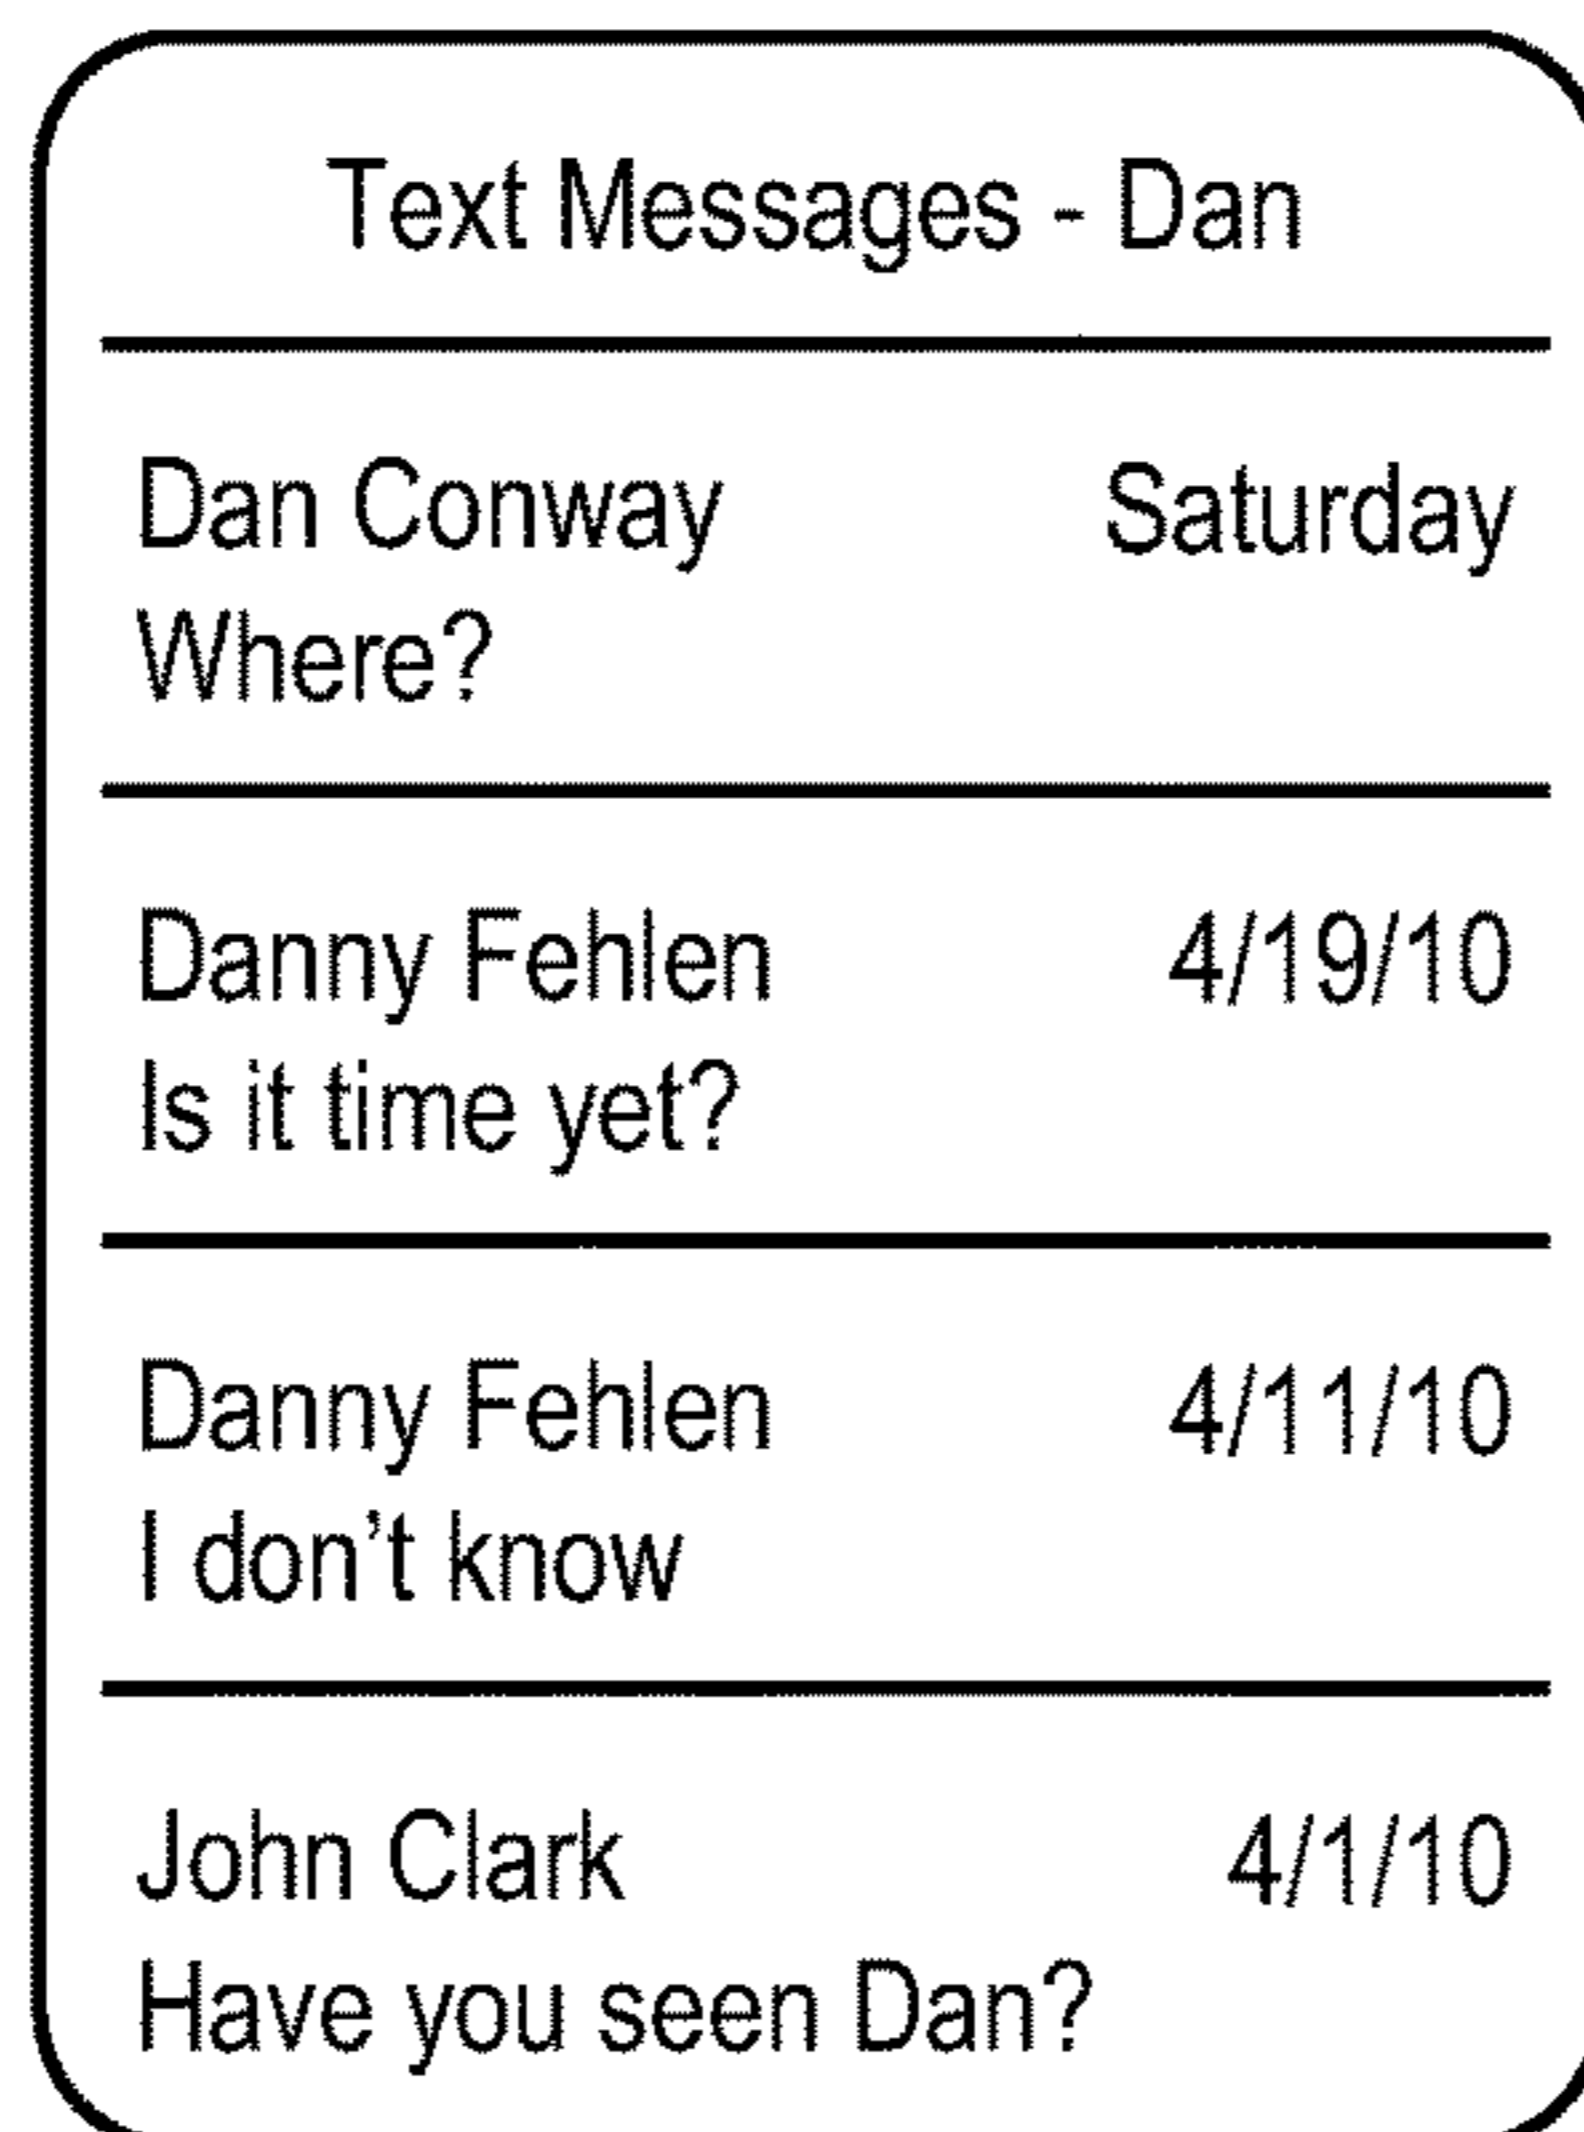 Text Messages - Dan
Dan Conway Saturday
Where?
Danny Fehlen 4/19/10
Is it time yet?
Danny Fehlen 4/11/10
I don't know
John Clark 4/1/10
Have you seen Dan?